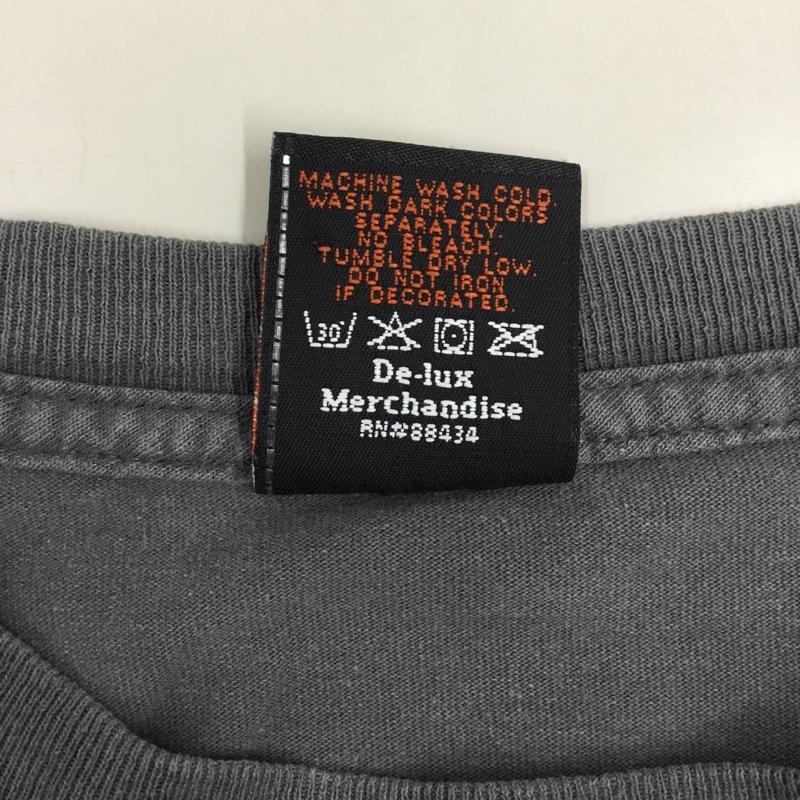 MACHINE WASH COLD.
WASH DARK COLORS
SEPARATELY.
NO BLEACH.
TUMBLE DRY LOW.
DO NOT IRON
IF DECORATED.
30°
De-lux
Merchandise
RN#88434